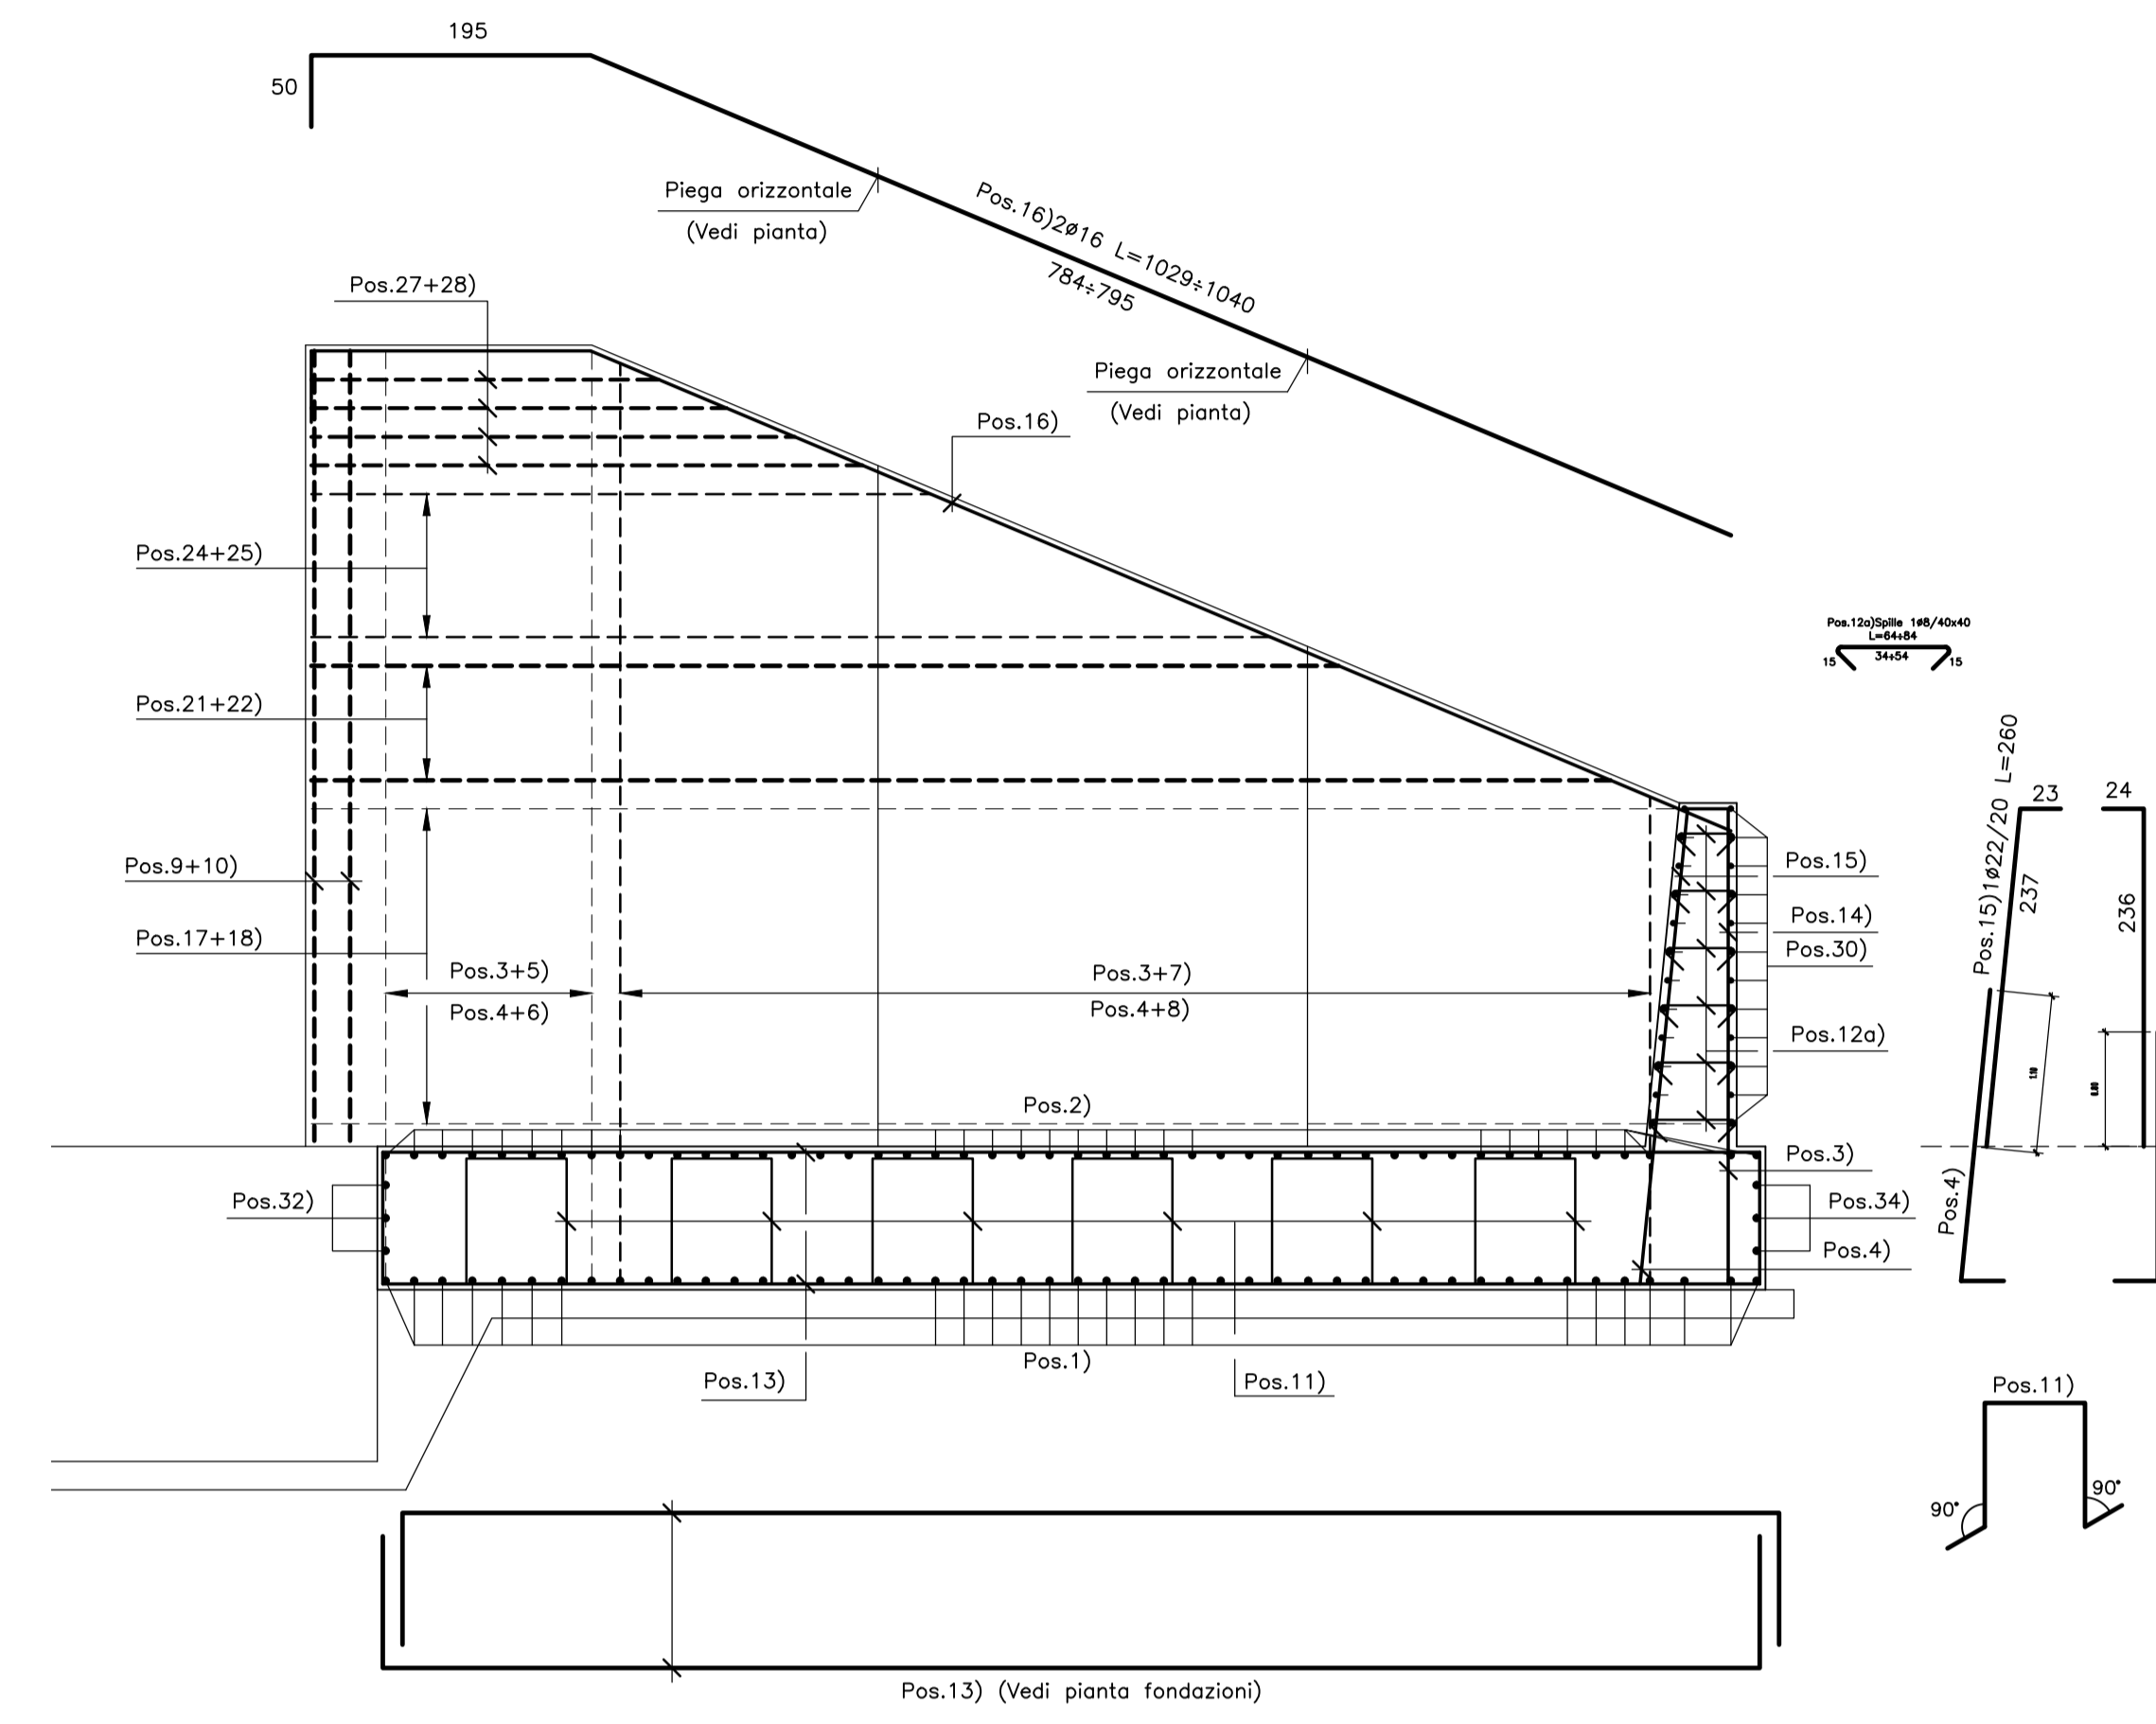 195
50
Piega orizzontale
(Vedi pianta)
Pos.16)2ø16 L=1029÷1040
784÷795
Pos.27+28)
Piega orizzontale
(Vedi pianta)
Pos.16)
Pos.24+25)
Pos.12a)Spille 1ø8/40x40
L=64÷84
15
34÷54
15
Pos.21+22)
Pos.15)1ø22/20 L=260
23
24
237
236
Pos.9+10)
Pos.15)
Pos.14)
Pos.17+18)
Pos.30)
Pos.3+5)
Pos.4+6)
Pos.3+7)
Pos.4+8)
Pos.12a)
1.10
0.80
Pos.2)
Pos.3)
Pos.32)
Pos.34)
Pos.4)
Pos.4)
Pos.1)
Pos.13)
Pos.11)
Pos.11)
90°
90°
Pos.13) (Vedi pianta fondazioni)